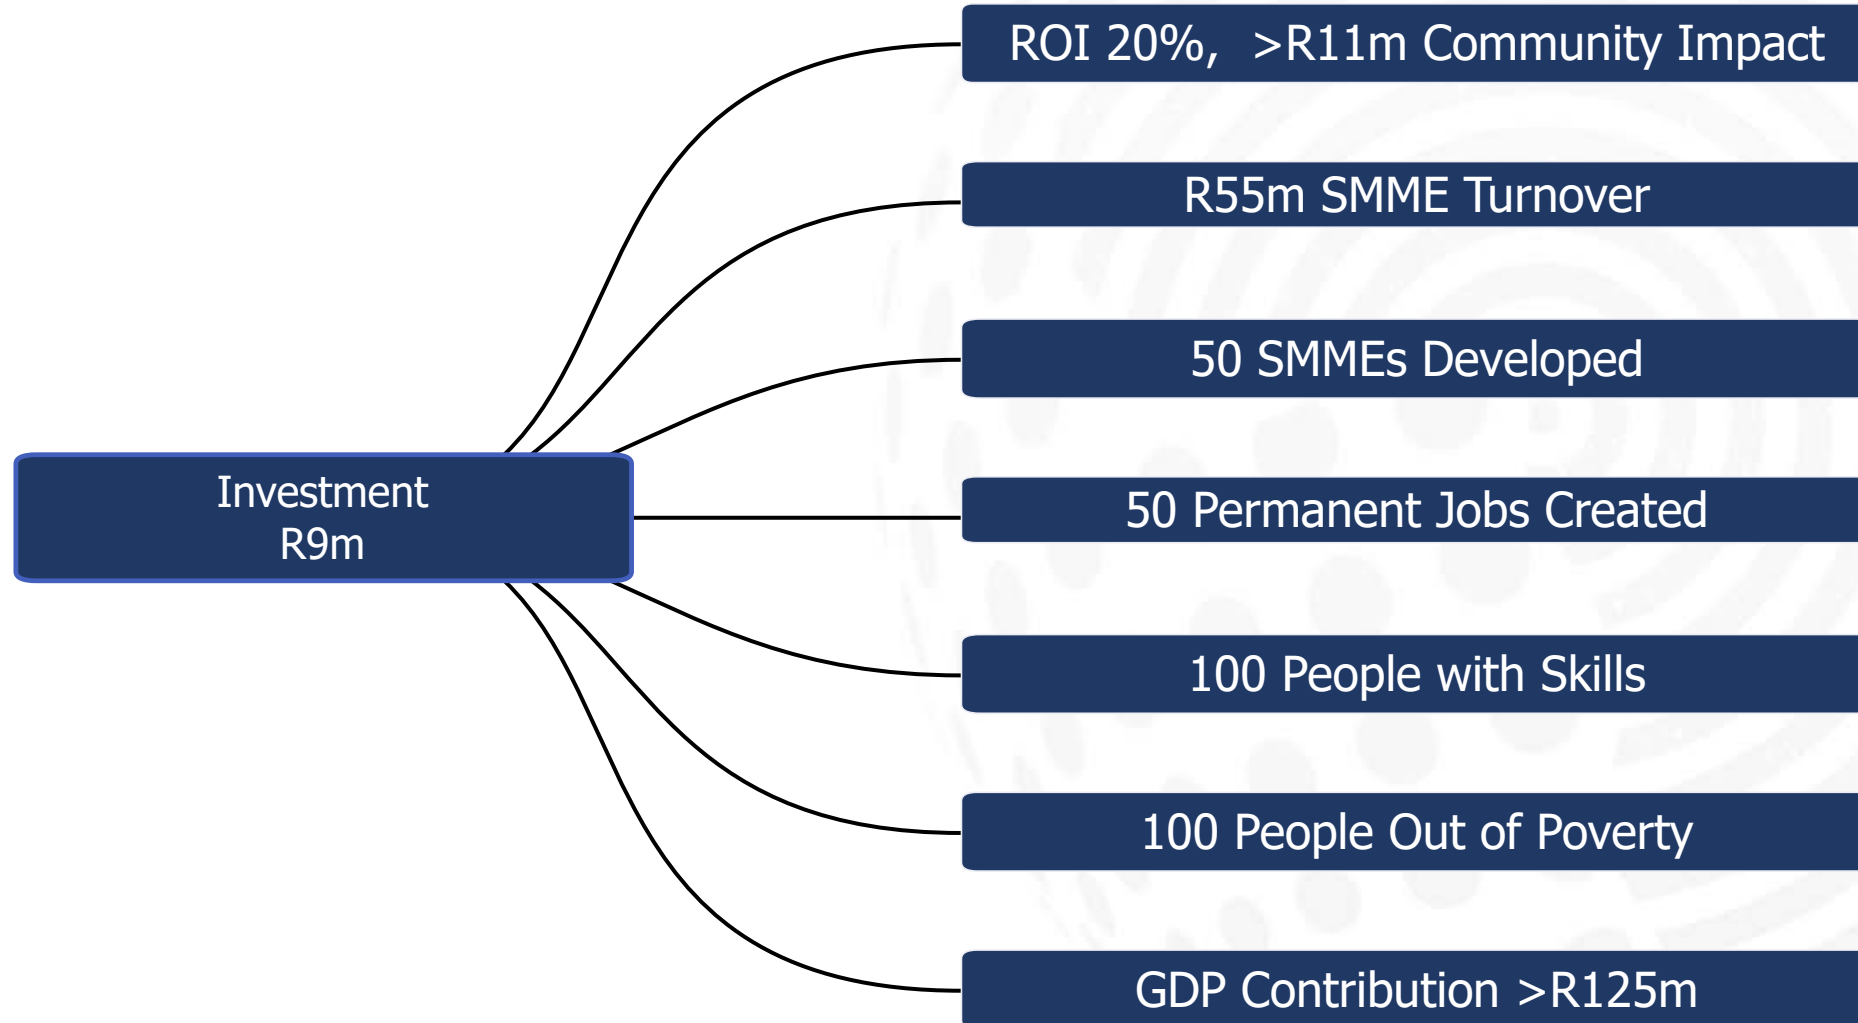 ROI 20%,  >R11m Community Impact
R55m SMME Turnover
50 SMMEs Developed
Investment
R9m
50 Permanent Jobs Created
100 People with Skills
100 People Out of Poverty
GDP Contribution >R125m